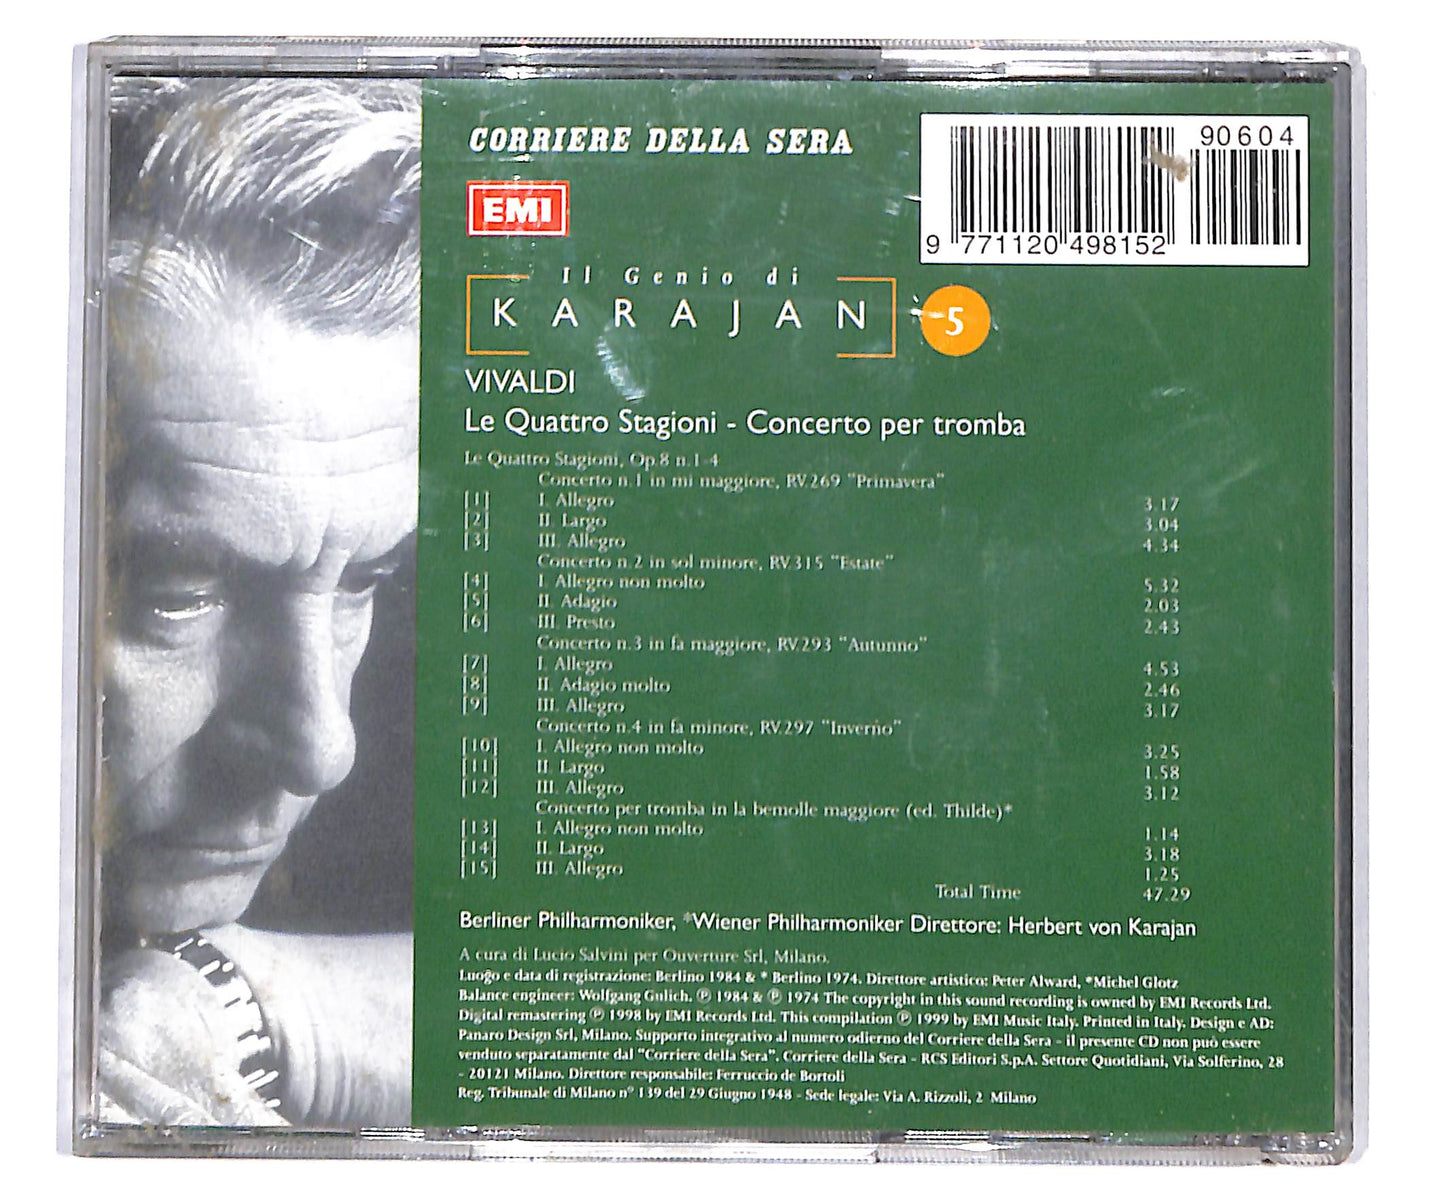 CORRIERE DELLA SERA
90604
EMI
9 771120 498152
Il Genio di
KARAJAN 5
VIVALDI
Le Quattro Stagioni - Concerto per tromba
Le Quattro Stagioni, Op.8 n.1-4
Concerto n.1 in mi maggiore, RV.269 "Primavera"
[1] I. Allegro 3.17
[2] II. Largo 3.04
[3] III. Allegro 4.34
Concerto n.2 in sol minore, RV.315 "Estate"
[4] I. Allegro non molto 5.32
[5] II. Adagio 2.03
[6] III. Presto 2.43
Concerto n.3 in fa maggiore, RV.293 "Autunno"
[7] I. Allegro 4.53
[8] II. Adagio molto 2.46
[9] III. Allegro 3.17
Concerto n.4 in fa minore, RV.297 "Inverno"
[10] I. Allegro non molto 3.25
[11] II. Largo 1.58
[12] III. Allegro 3.12
Concerto per tromba in la bemolle maggiore (ed. Thilde)*
[13] I. Allegro non molto 1.14
[14] II. Largo 3.18
[15] III. Allegro 1.25
Total Time 47.29
Berliner Philharmoniker, *Wiener Philharmoniker Direttore: Herbert von Karajan
A cura di Lucio Salvini per Ouverture Srl, Milano.
Luogo e data di registrazione: Berlino 1984 & * Berlino 1974. Direttore artistico: Peter Alward, *Michel Glotz
Balance engineer: Wolfgang Gulich. ℗ 1984 & ℗ 1974 The copyright in this sound recording is owned by EMI Records Ltd.
Digital remastering ℗ 1998 by EMI Records Ltd. This compilation ℗ 1999 by EMI Music Italy. Printed in Italy. Design e AD:
Panaro Design Srl, Milano. Supporto integrativo al numero odierno del Corriere della Sera - il presente CD non può essere
venduto separatamente dal "Corriere della Sera". Corriere della Sera - RCS Editori S.p.A. Settore Quotidiani, Via Solferino, 28
- 20121 Milano. Direttore responsabile: Ferruccio de Bortoli
Reg. Tribunale di Milano n° 139 del 29 Giugno 1948 - Sede legale: Via A. Rizzoli, 2 Milano